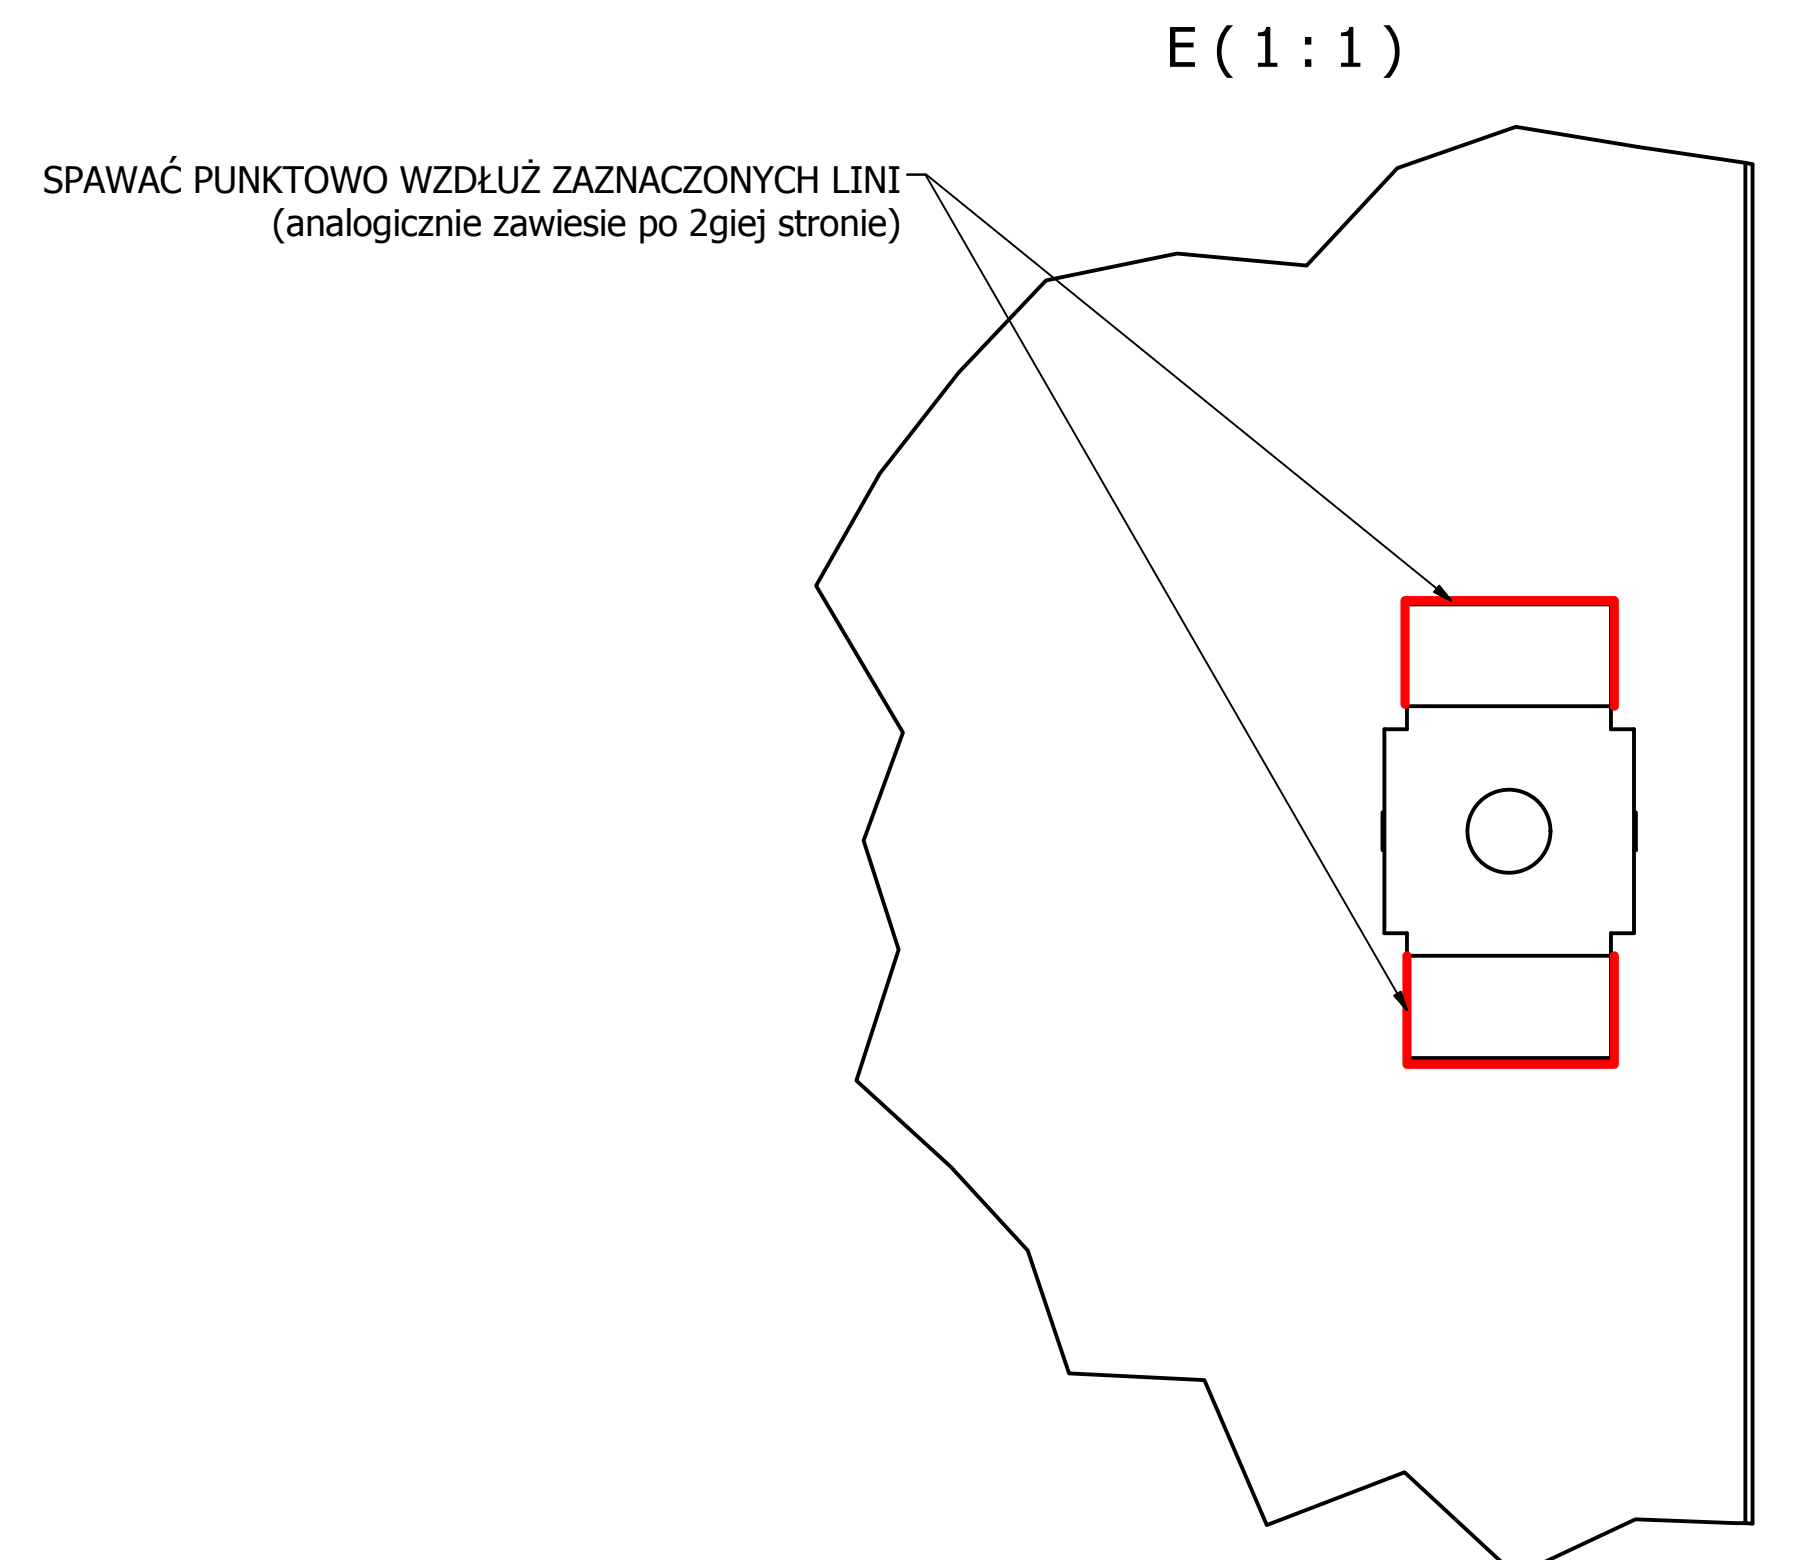 E ( 1 : 1 )
SPAWAĆ PUNKTOWO WZDŁUŻ ZAZNACZONYCH LINI
(analogicznie zawiesie po 2giej stronie)